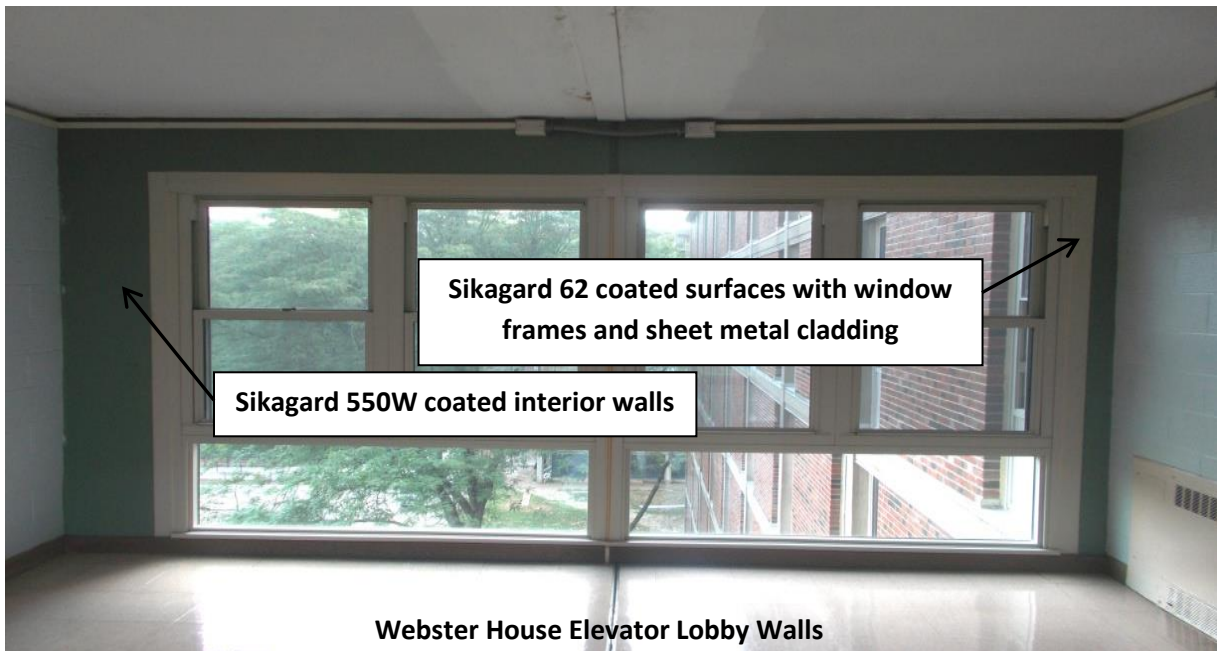 Sikagard 62 coated surfaces with window
frames and sheet metal cladding
Sikagard 550W coated interior walls
Webster House Elevator Lobby Walls